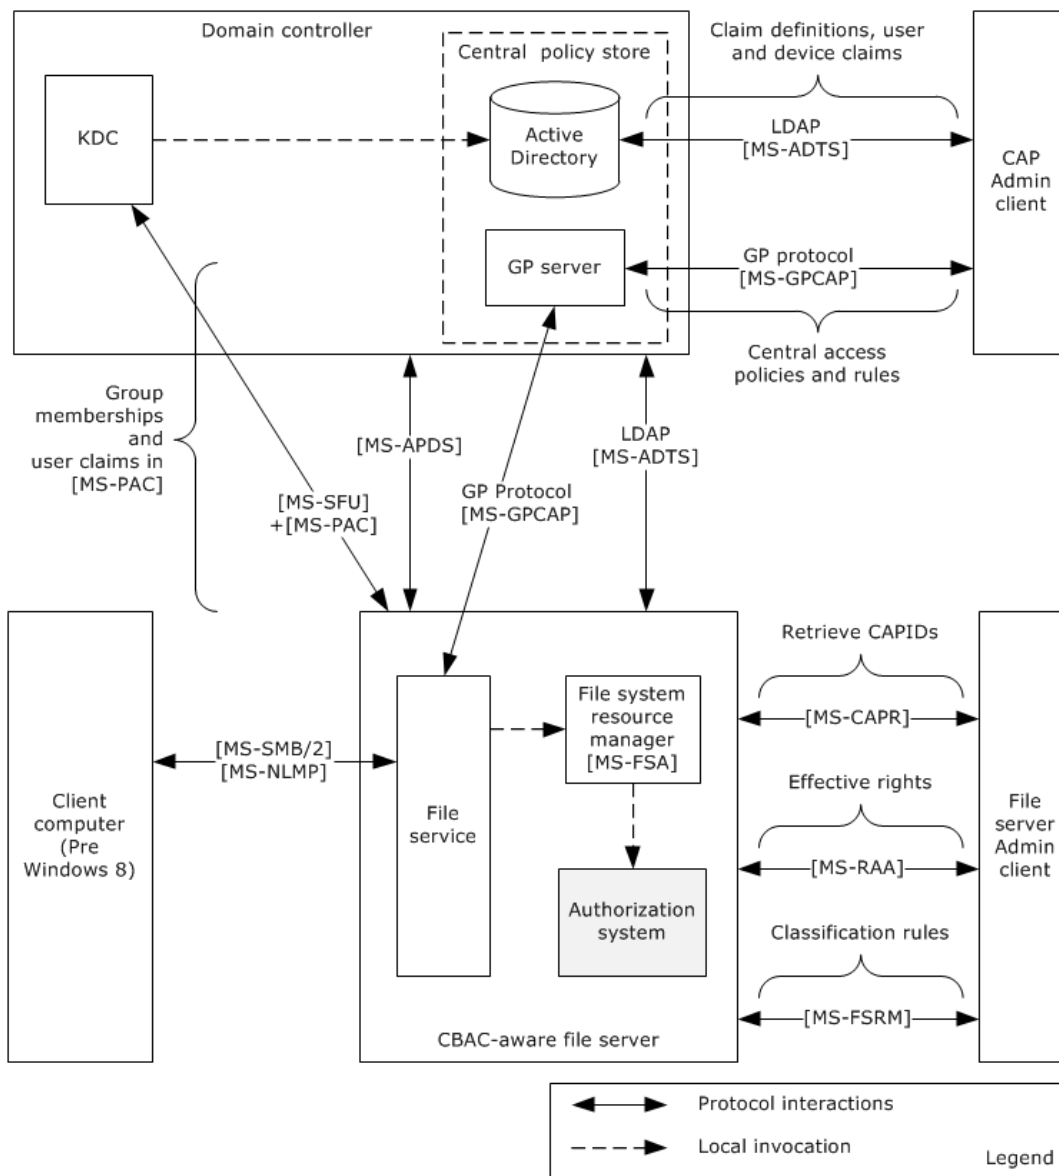 Domain controller
Central  policy store
KDC
Active
Directory
GP server
Claim definitions, user
and device claims
LDAP
[MS-ADTS]
CAP
Admin
client
GP protocol
[MS-GPCAP]
Central access
policies and rules
Group
memberships
and
user claims in
[MS-PAC]
[MS-APDS]
LDAP
[MS-ADTS]
[MS-SFU]
+[MS-PAC]
GP Protocol
[MS-GPCAP]
Client
computer
(Pre
Windows 8)
[MS-SMB/2]
[MS-NLMP]
File
service
File system
resource
manager
[MS-FSA]
Authorization
system
CBAC-aware file server
Retrieve CAPIDs
[MS-CAPR]
Effective rights
[MS-RAA]
Classification rules
[MS-FSRM]
File
server
Admin
client
Protocol interactions
Local invocation
Legend